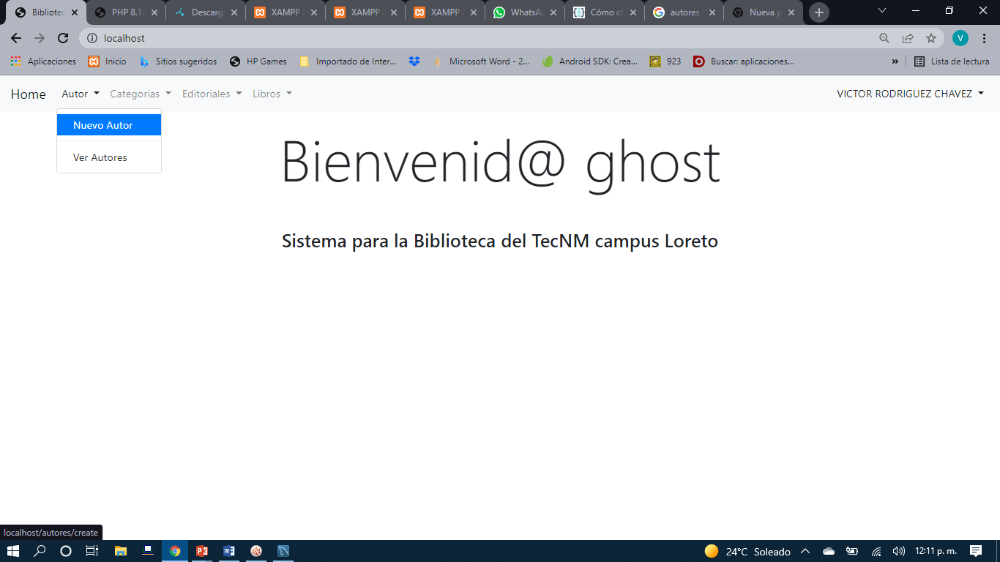 Bibliotec
PHP 8.1.
Descarg
XAMPP
XAMPP
XAMPP
WhatsA
Cómo c
autores
Nueva p
localhost
V
Aplicaciones
Inicio
Sitios sugeridos
HP Games
Importado de Inter...
Microsoft Word - 2...
Android SDK: Crea...
923
Buscar: aplicaciones...
»
Lista de lectura
Home
Autor
Categorias
Editoriales
Libros
VICTOR RODRIGUEZ CHAVEZ
Nuevo Autor
Ver Autores
Bienvenid@ ghost
Sistema para la Biblioteca del TecNM campus Loreto
localhost/autores/create
24°C Soleado
12:11 p. m.